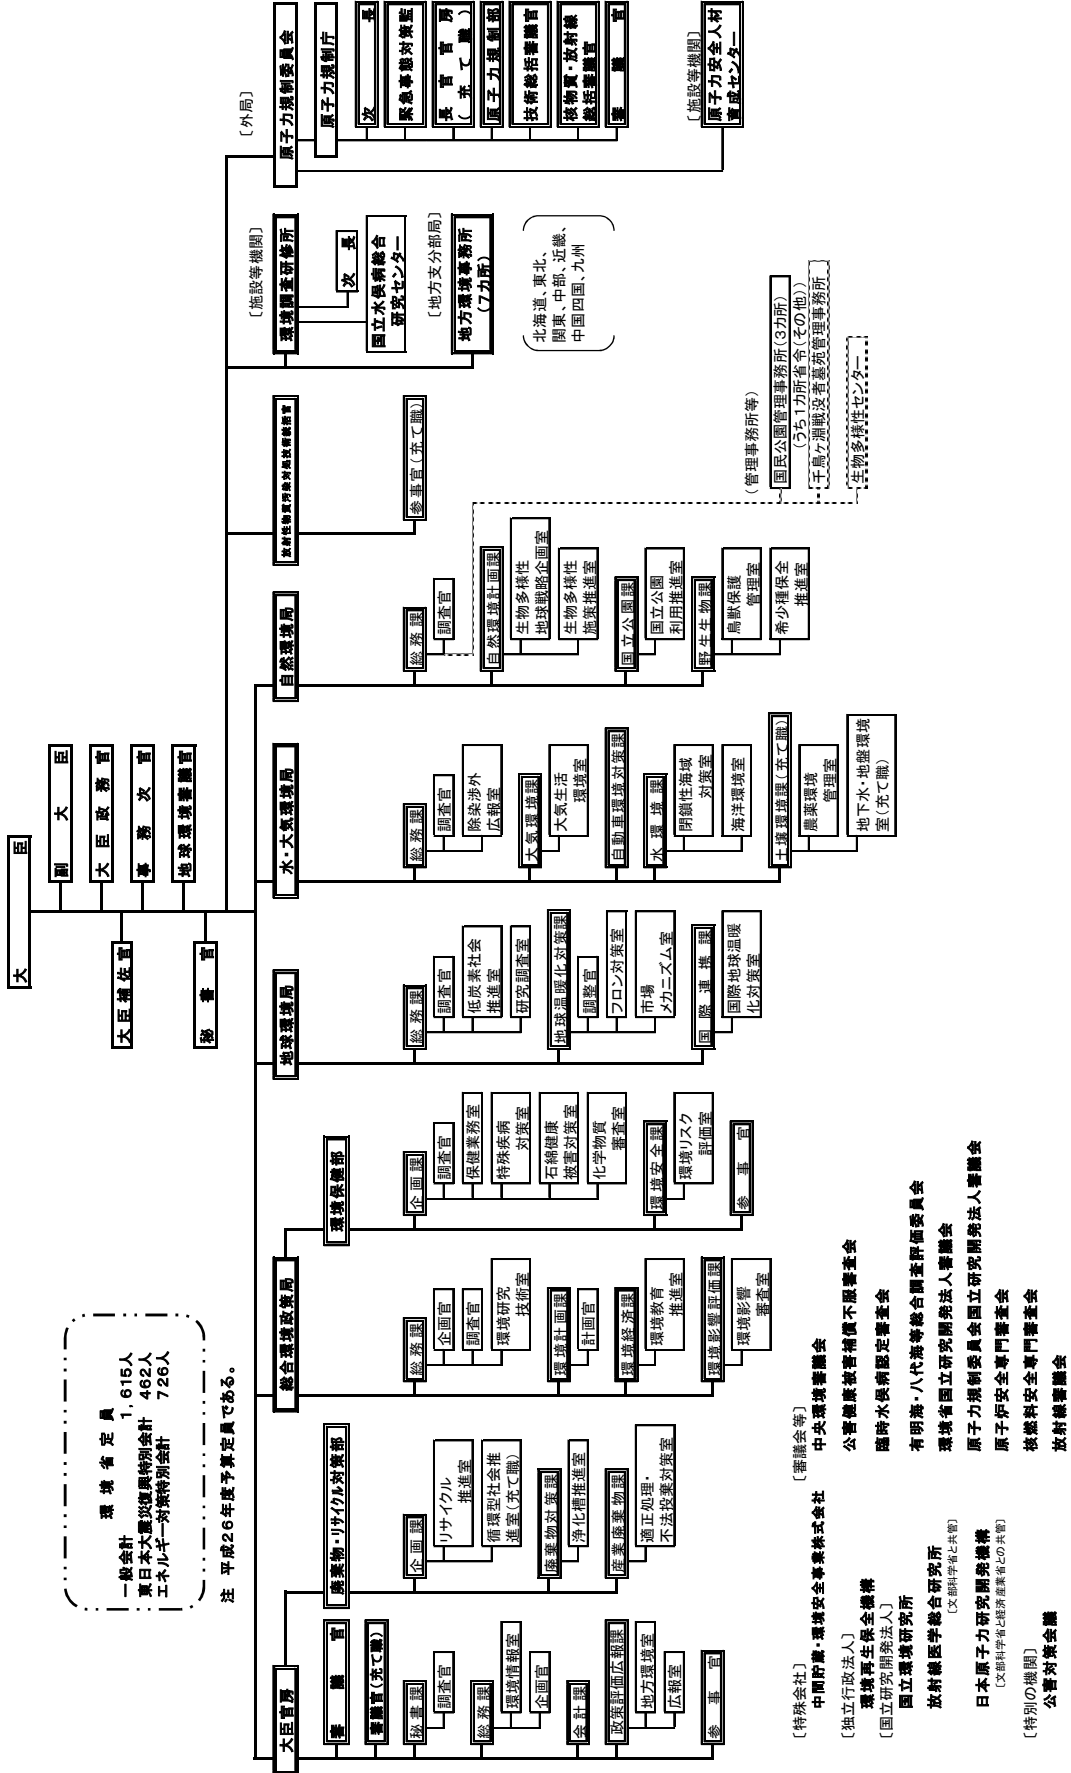 大臣
副大臣
大臣政務官
事務次官
地球環境審議官
大臣補佐官
秘書官
環境省定員
一般会計 1,615人
東日本大震災復興特別会計 462人
エネルギー対策特別会計 726人
注 平成26年度予算定員である。
大臣官房
審議官
審議官(充て職)
秘書課
調査官
総務課
環境情報室
企画官
会計課
政策評価広報課
地方環境室
広報室
参事官
廃棄物・リサイクル対策部
企画課
リサイクル
推進室
循環型社会推
進室(充て職)
廃棄物対策課
浄化槽推進室
産業廃棄物課
適正処理・
不法投棄対策室
総合環境政策局
総務課
企画官
調査官
環境研究
技術室
環境計画課
計画官
環境経済課
環境教育
推進室
環境影響評価課
環境影響
審査室
環境保健部
企画課
調査官
保健業務室
特殊疾病
対策室
石綿健康
被害対策室
化学物質
審査室
環境安全課
環境リスク
評価室
参事官
地球環境局
総務課
調査官
低炭素社会
推進室
研究調査室
地球温暖化対策課
調整官
フロン対策室
市場
メカニズム室
国際連携課
国際地球温暖
化対策室
水・大気環境局
総務課
調査官
除染渉外
広報室
大気環境課
大気生活
環境室
自動車環境対策課
水環境課
閉鎖性海域
対策室
海洋環境室
土壌環境課(充て職)
農薬環境
管理室
地下水・地盤環境
室(充て職)
自然環境局
総務課
調査官
自然環境計画課
生物多様性
地球戦略企画室
生物多様性
施策推進室
国立公園課
国立公園
利用推進室
野生生物課
鳥獣保護
管理室
希少種保全
推進室
(管理事務所等)
国民公園管理事務所(3カ所)
(うち1カ所省令(その他))
千鳥ヶ淵戦没者墓苑管理事務所
生物多様性センター
放射性物質汚染対処技術統括官
参事官(充て職)
[施設等機関]
環境調査研修所
次長
国立水俣病総合
研究センター
[地方支分部局]
地方環境事務所
(7カ所)
北海道、東北、
関東、中部、近畿、
中国四国、九州
[外局]
原子力規制委員会
原子力規制庁
次長
緊急事態対策監
長官官房
(充て職)
原子力規制部
技術総括審議官
核物質・放射線
総括審議官
審議官
[施設等機関]
原子力安全人材
育成センター
[特殊会社]
中間貯蔵・環境安全事業株式会社
[独立行政法人]
環境再生保全機構
[国立研究開発法人]
国立環境研究所
放射線医学総合研究所
[文部科学省と共管]
日本原子力研究開発機構
[文部科学省と経済産業省との共管]
[特別の機関]
公害対策会議
[審議会等]
中央環境審議会
公害健康被害補償不服審査会
臨時水俣病認定審査会
有明海・八代海等総合調査評価委員会
環境省国立研究開発法人審議会
原子力規制委員会国立研究開発法人審議会
原子炉安全専門審査会
核燃料安全専門審査会
放射線審議会